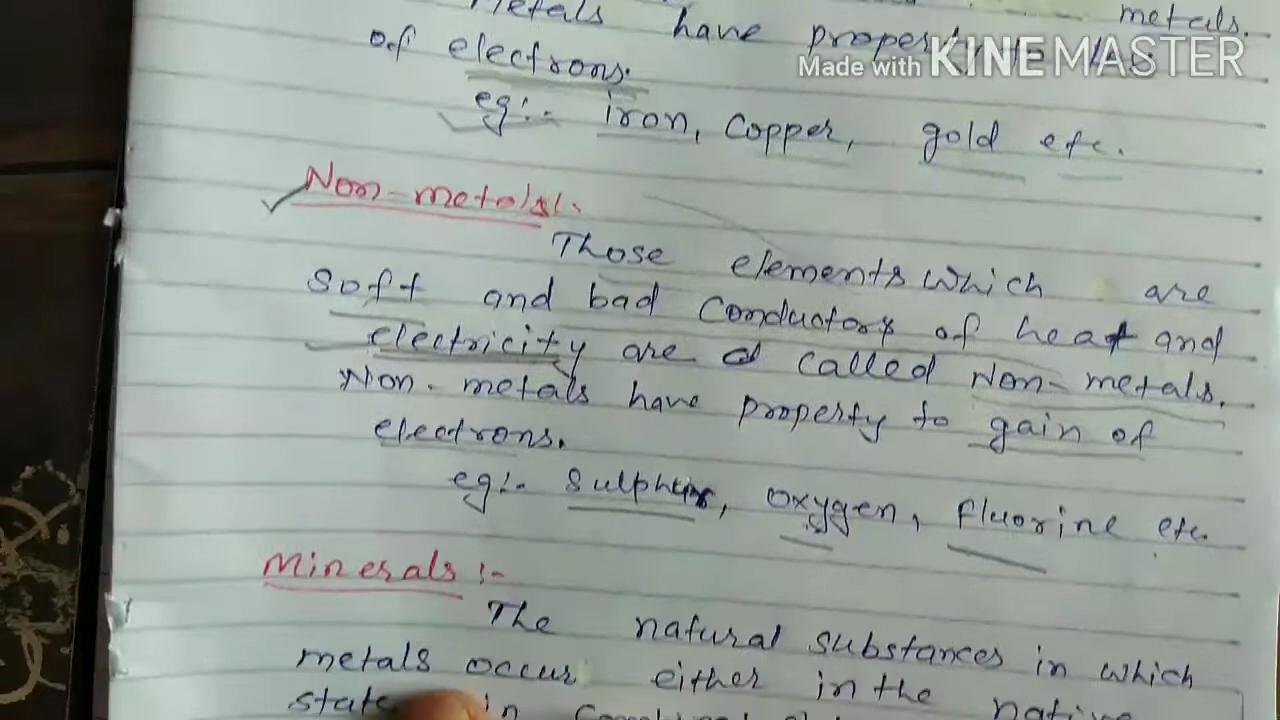 Metals have property to metals.
Made with KINEMASTER
of electrons.
eg:- iron, Copper, gold etc.
Non-metals:-
Those elements which are
soft and bad conductors of heat and
electricity are called Non-metals.
Non-metals have property to gain of
electrons.
eg:- Sulphur, oxygen, fluorine etc.
Minerals :-
The natural substances in which
metals occur either in the native
state in